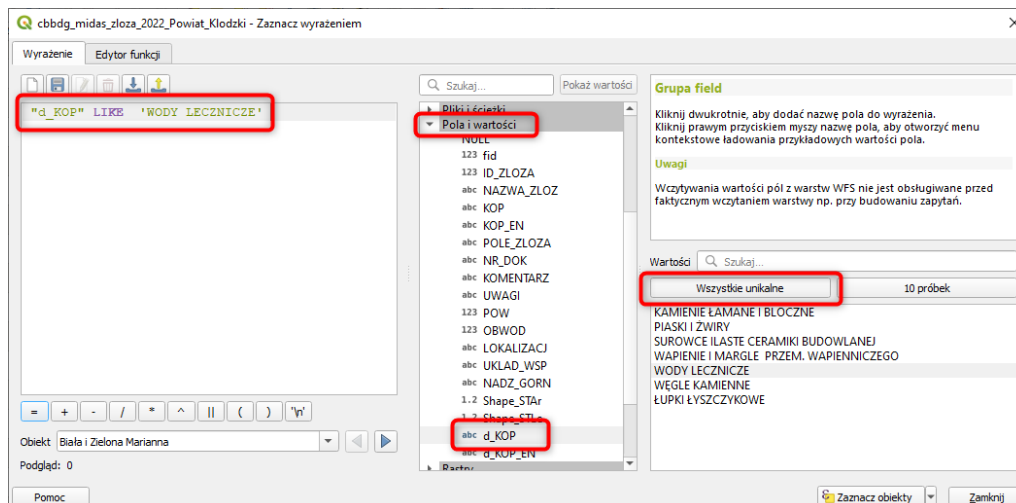 cbbdg_midas_zloza_2022_Powiat_Klodzki - Zaznacz wyrażeniem
Wyrażenie
Edytor funkcji
"d_KOP" LIKE 'WODY LECZNICZE'
= + - / * ^ || ( ) '\n'
Obiekt Biała i Zielona Marianna
Podgląd: 0
Pomoc
Szukaj...
Pokaż wartości
Pliki i ścieżki
Pola i wartości
NULL
123 fid
123 ID_ZLOZA
abc NAZWA_ZLOZ
abc KOP
abc KOP_EN
abc POLE_ZLOZA
abc NR_DOK
abc KOMENTARZ
abc UWAGI
123 POW
123 OBWOD
abc LOKALIZACJ
abc UKLAD_WSP
abc NADZ_GORN
1.2 Shape_STAr
1.2 Shape_STLe
abc d_KOP
abc d_KOP_EN
Rastry
Grupa field
Kliknij dwukrotnie, aby dodać nazwę pola do wyrażenia.
Kliknij prawym przyciskiem myszy nazwę pola, aby otworzyć menu
kontekstowe ładowania przykładowych wartości pola.
Uwagi
Wczytywania wartości pól z warstw WFS nie jest obsługiwane przed
faktycznym wczytaniem warstwy np. przy budowaniu zapytań.
Wartości
Szukaj...
Wszystkie unikalne
10 próbek
KAMIENIE ŁAMANE I BLOCZNE
PIASKI I ŻWIRY
SUROWCE ILASTE CERAMIKI BUDOWLANEJ
WAPIENIE I MARGLE PRZEM. WAPIENNICZEGO
WODY LECZNICZE
WĘGLE KAMIENNE
ŁUPKI ŁYSZCZYKOWE
Zaznacz obiekty
Zamknij